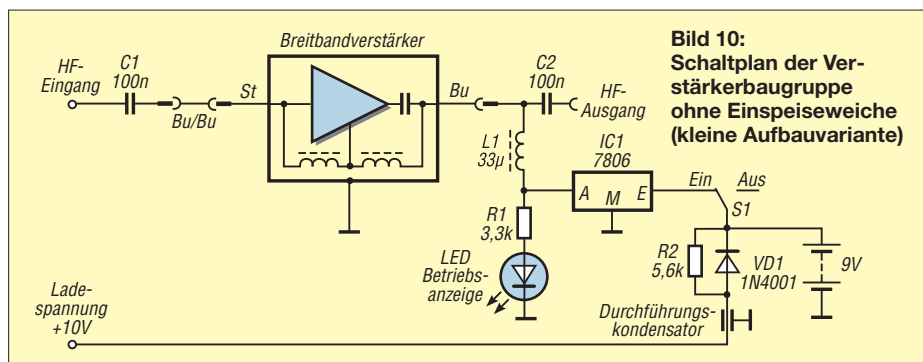 Bild 10:
Schaltplan der Ver-
stärkerbaugruppe
ohne Einspeiseweiche
(kleine Aufbauvariante)
Breitbandverstärker
HF-
Eingang
C1
100n
Bu/Bu
St
Bu
C2
100n
HF-
Ausgang
L1
33µ
IC1
7806
A
M
E
Ein
Aus
S1
R1
3,3k
LED
Betriebs-
anzeige
R2
5,6k
VD1
1N4001
9V
Durchführungs-
kondensator
Lade-
spannung
+10V